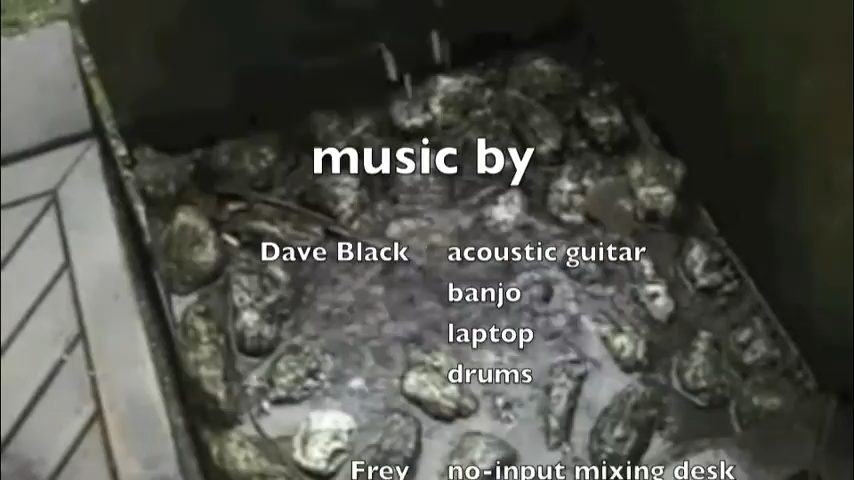 music by
Dave Black acoustic guitar
banjo
laptop
drums
Frey no-input mixing desk